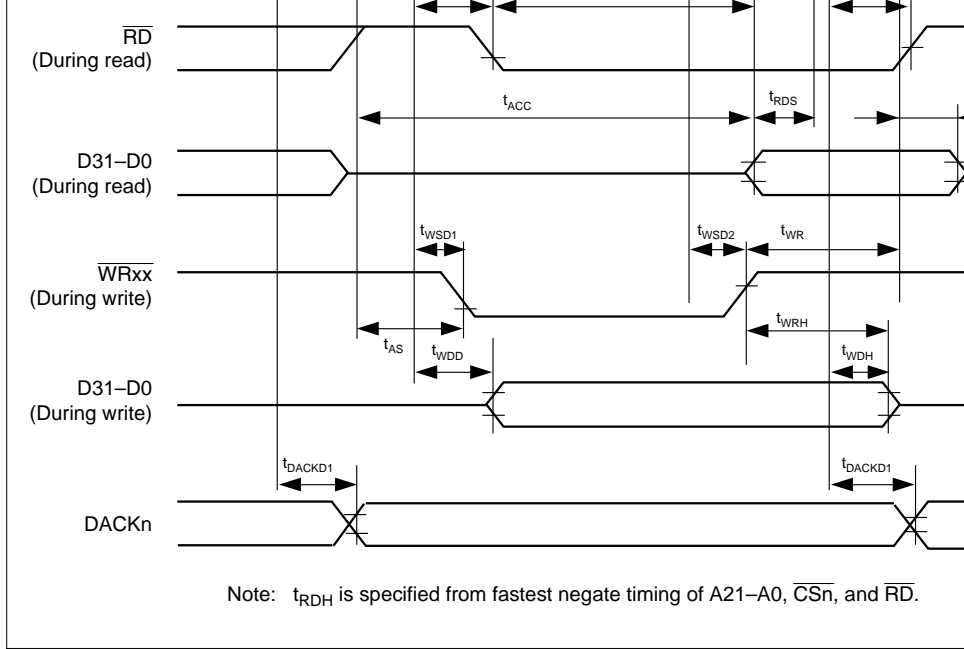 RD
(During read)
tACC
tRDS
D31–D0
(During read)
tWSD1
tWSD2
tWR
WRxx
(During write)
tWRH
tAS
tWDD
tWDH
D31–D0
(During write)
tDACKD1
tDACKD1
DACKn
Note: tRDH is specified from fastest negate timing of A21–A0, CSn, and RD.